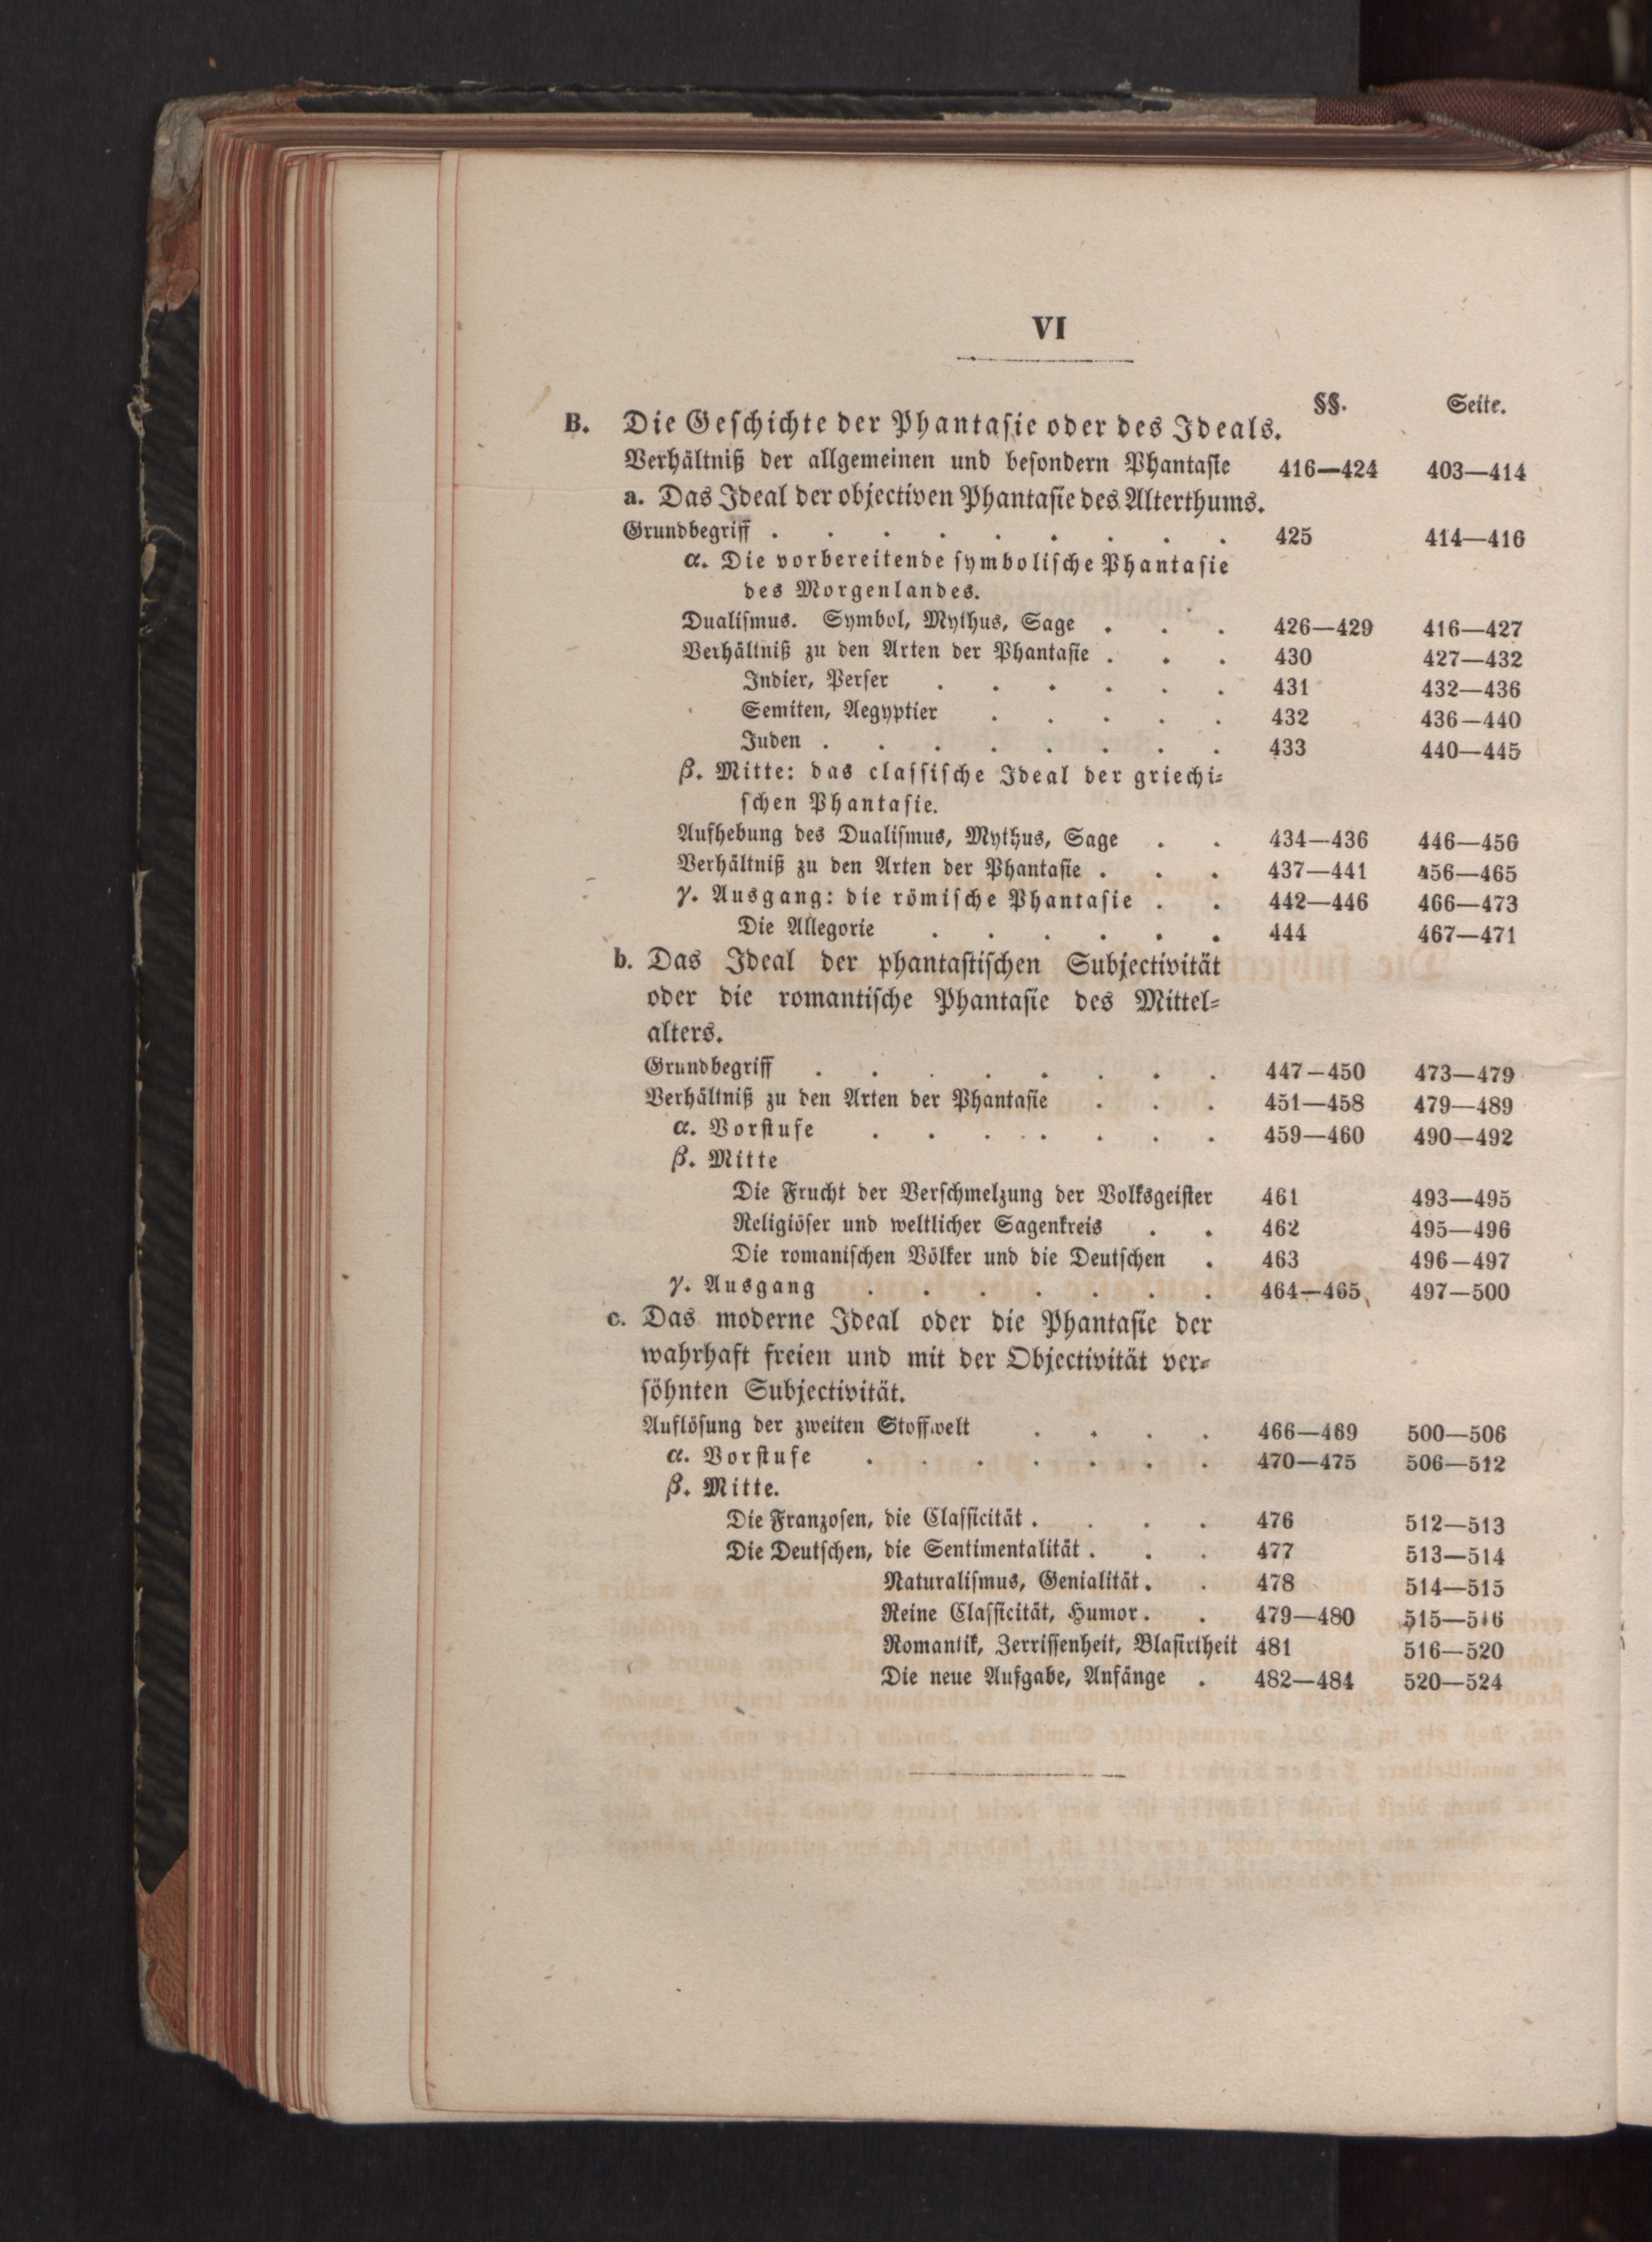 VI
§§. Seite.
B. Die Geschichte der Phantasie oder des Ideals.
Verhältniß der allgemeinen und besondern Phantasie 416—424 403—414
a. Das Ideal der objectiven Phantasie des Alterthums.
Grundbegriff . . . . . . . . . 425 414—416
α. Die vorbereitende symbolische Phantasie
des Morgenlandes.
Dualismus. Symbol, Mythus, Sage . . . 426—429 416—427
Verhältniß zu den Arten der Phantasie . . . 430 427—432
Indier, Perser . . . . . . 431 432—436
Semiten, Aegyptier . . . . . 432 436—440
Juden . . . . . . . . 433 440—445
β. Mitte: das classische Ideal der griechi-
schen Phantasie.
Aufhebung des Dualismus, Mythus, Sage . . 434—436 446—456
Verhältniß zu den Arten der Phantasie . . . 437—441 456—465
γ. Ausgang: die römische Phantasie . . 442—446 466—473
Die Allegorie . . . . . . 444 467—471
b. Das Ideal der phantastischen Subjectivität
oder die romantische Phantasie des Mittel-
alters.
Grundbegriff . . . . . . . . 447—450 473—479
Verhältniß zu den Arten der Phantasie . . . 451—458 479—489
α. Vorstufe . . . . . . . 459—460 490—492
β. Mitte
Die Frucht der Verschmelzung der Volksgeister 461 493—495
Religiöser und weltlicher Sagenkreis . . 462 495—496
Die romanischen Völker und die Deutschen . 463 496—497
γ. Ausgang . . . . . . . 464—465 497—500
c. Das moderne Ideal oder die Phantasie der
wahrhaft freien und mit der Objectivität ver-
söhnten Subjectivität.
Auflösung der zweiten Stoffwelt . . . . 466—469 500—506
α. Vorstufe . . . . . . . 470—475 506—512
β. Mitte.
Die Franzosen, die Classicität . . . . 476 512—513
Die Deutschen, die Sentimentalität . . . 477 513—514
Naturalismus, Genialität . . 478 514—515
Reine Classicität, Humor . . 479—480 515—516
Romantik, Zerrissenheit, Blasirtheit 481 516—520
Die neue Aufgabe, Anfänge . 482—484 520—524